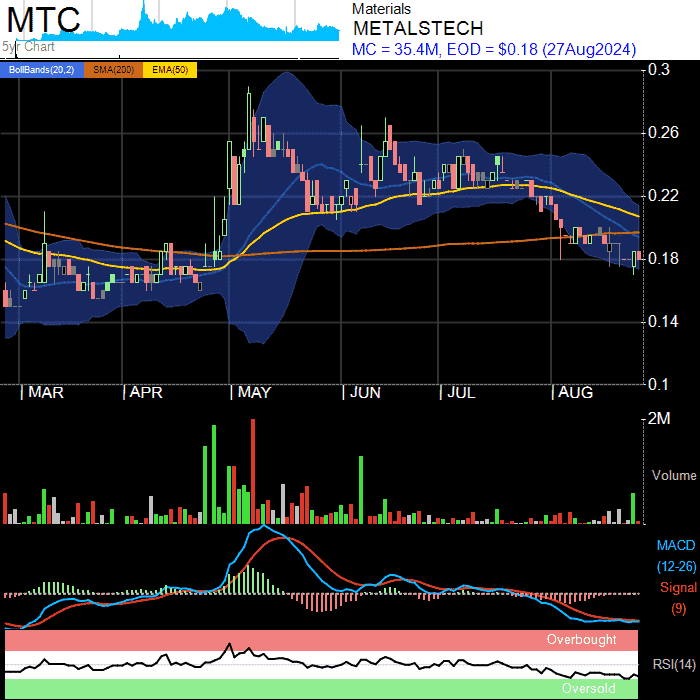 MTC
5yr Chart
Materials
METALSTECH
MC = 35.4M, EOD = $0.18 (27Aug2024)
BollBands(20,2) SMA(200) EMA(50)
0.3
0.26
0.22
0.18
0.14
0.1
MAR APR MAY JUN JUL AUG
2M
Volume
MACD
(12-26)
Signal
(9)
Overbought
RSI(14)
Oversold